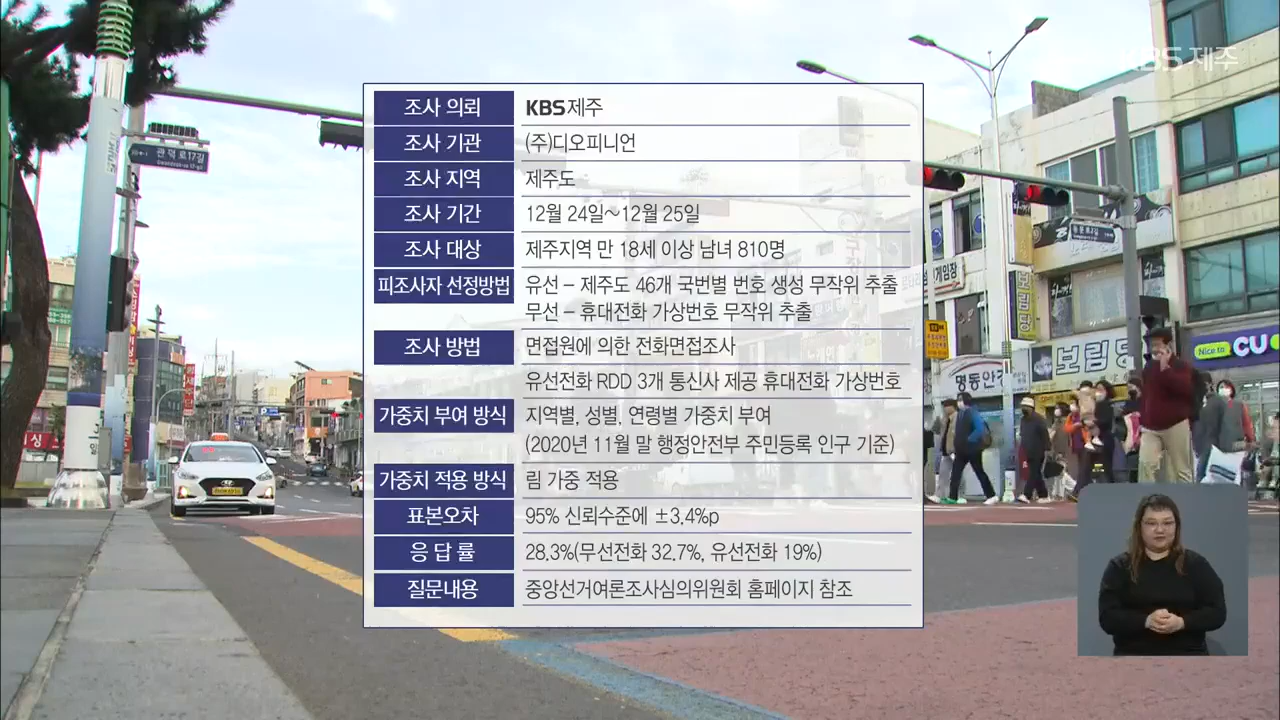 KBS 제주
조사 의뢰 KBS제주
조사 기관 (주)디오피니언
조사 지역 제주도
조사 기간 12월 24일~12월 25일
조사 대상 제주지역 만 18세 이상 남녀 810명
피조사자 선정방법 유선 – 제주도 46개 국번별 번호 생성 무작위 추출
무선 – 휴대전화 가상번호 무작위 추출
조사 방법 면접원에 의한 전화면접조사
유선전화 RDD 3개 통신사 제공 휴대전화 가상번호
가중치 부여 방식 지역별, 성별, 연령별 가중치 부여
(2020년 11월 말 행정안전부 주민등록 인구 기준)
가중치 적용 방식 림 가중 적용
표본오차 95% 신뢰수준에 ±3.4%p
응 답 률 28.3%(무선전화 32.7%, 유선전화 19%)
질문내용 중앙선거여론조사심의위원회 홈페이지 참조
관덕로17길
보림당
보림당
명동안경
Nice to CU